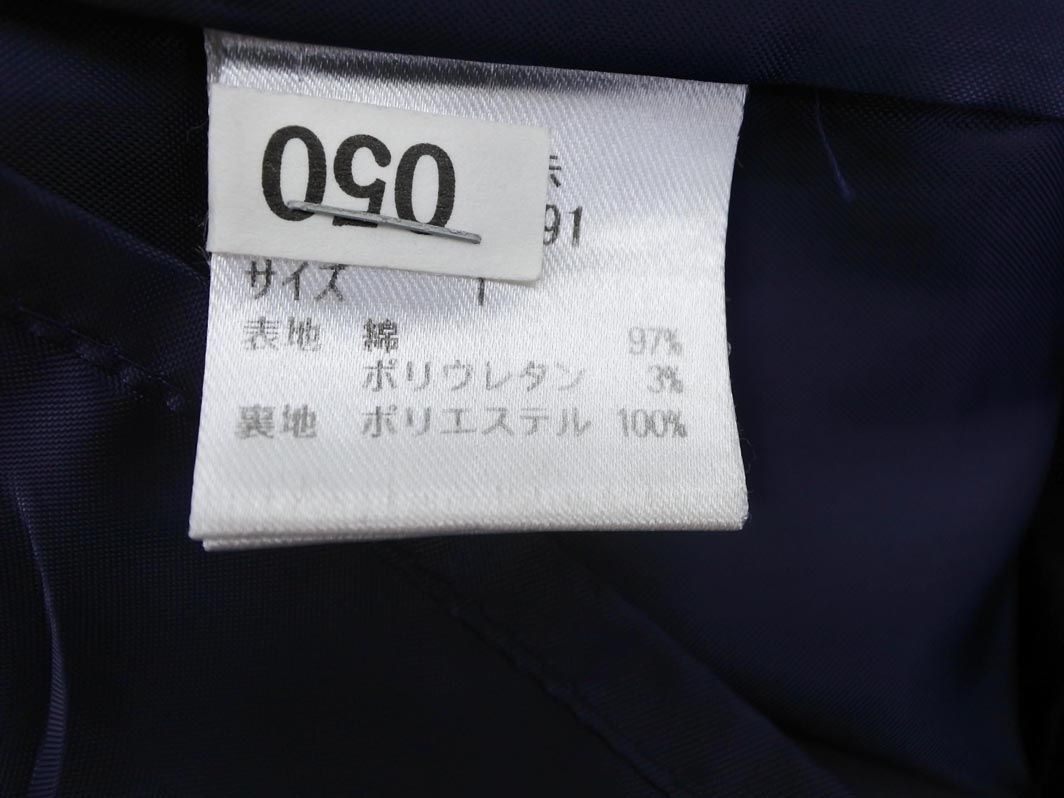 050
91
サイズ 1
表地 綿 97%
ポリウレタン 3%
裏地 ポリエステル 100%